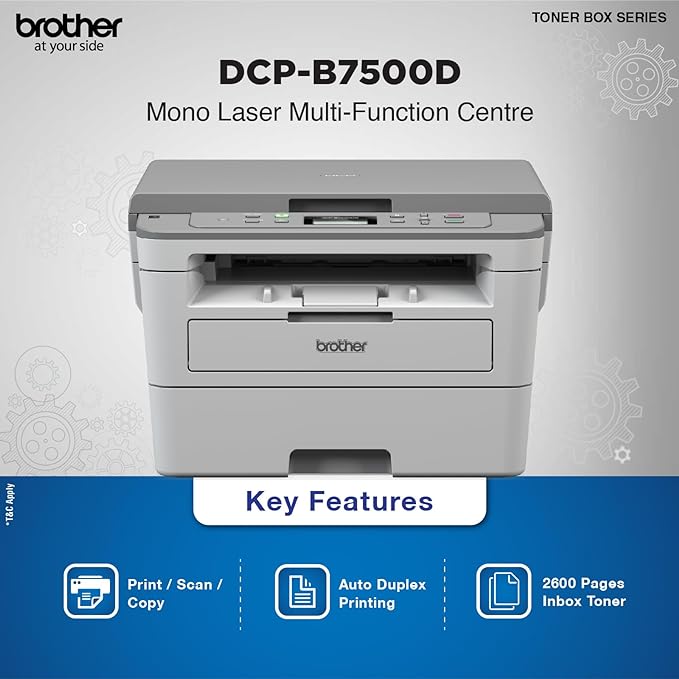 brother
at your side
TONER BOX SERIES
DCP-B7500D
Mono Laser Multi-Function Centre
brother
Key Features
*T&C Apply
Print / Scan /
Copy
Auto Duplex
Printing
2600 Pages
Inbox Toner